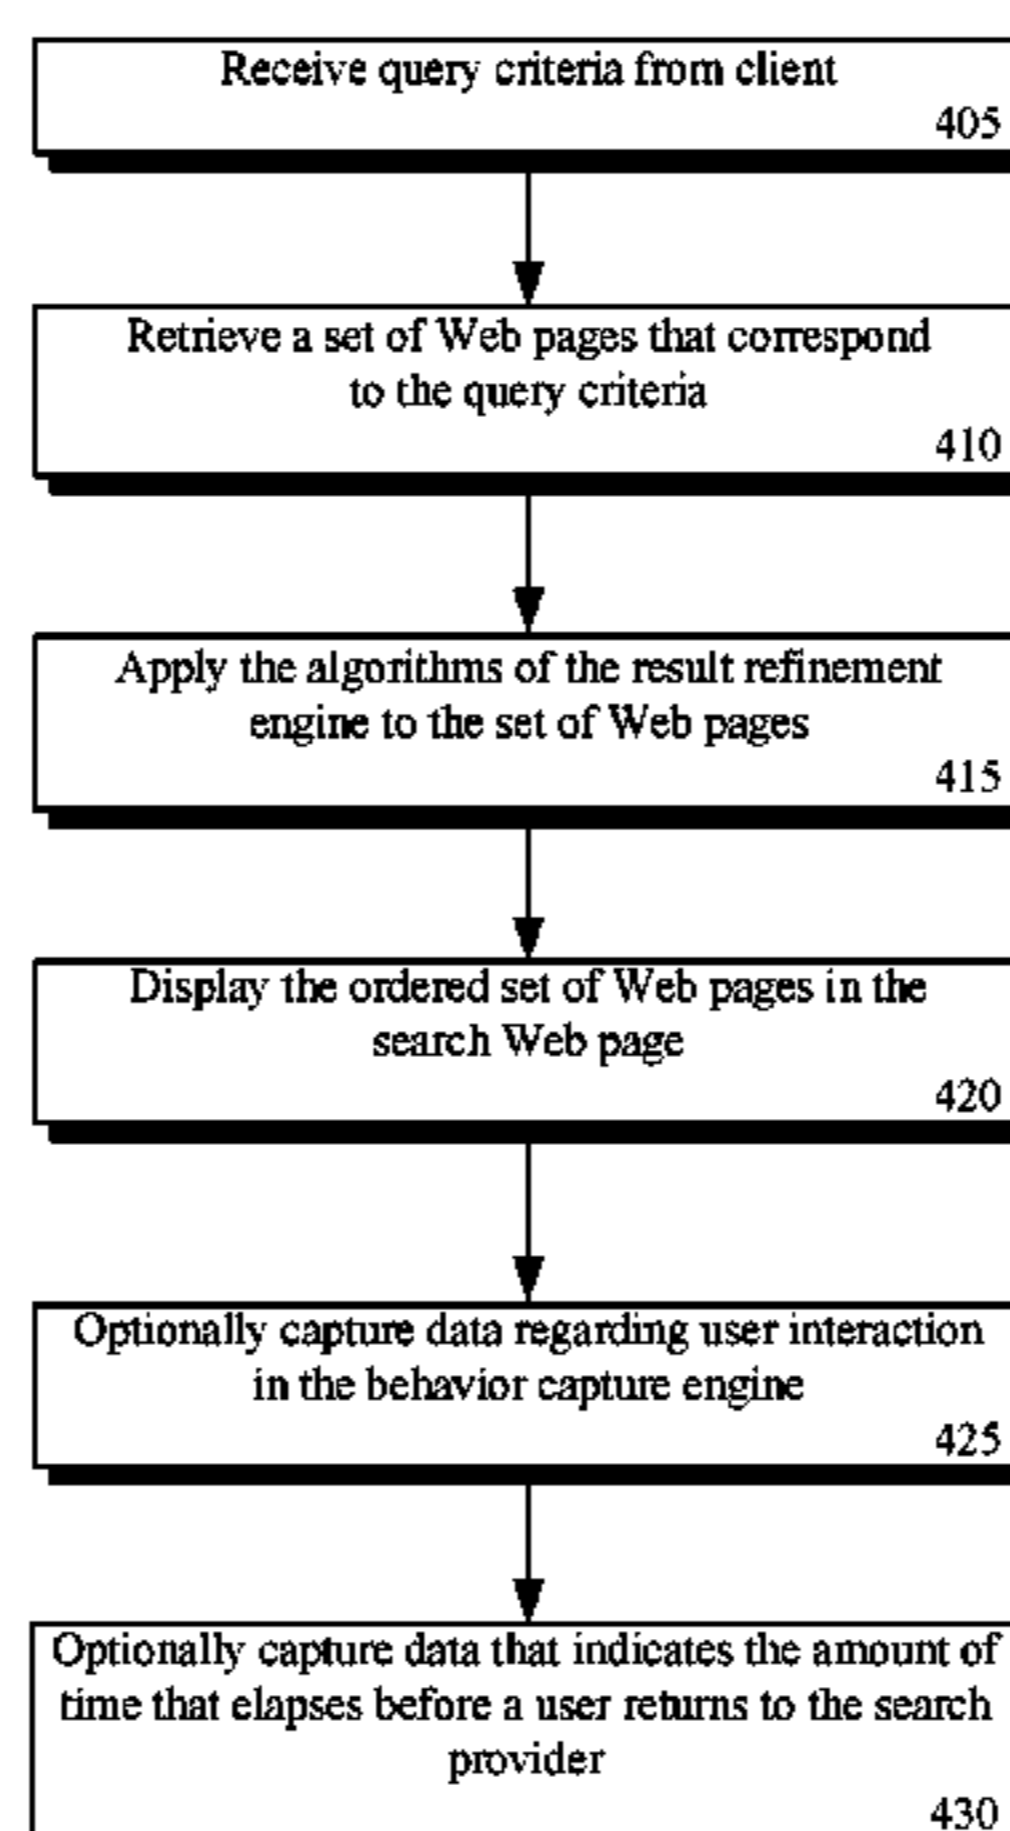 Receive query criteria from client
405
Retrieve a set of Web pages that correspond
to the query criteria
410
Apply the algorithms of the result refinement
engine to the set of Web pages
415
Display the ordered set of Web pages in the
search Web page
420
Optionally capture data regarding user interaction
in the behavior capture engine
425
Optionally capture data that indicates the amount of
time that elapses before a user returns to the search
provider
430